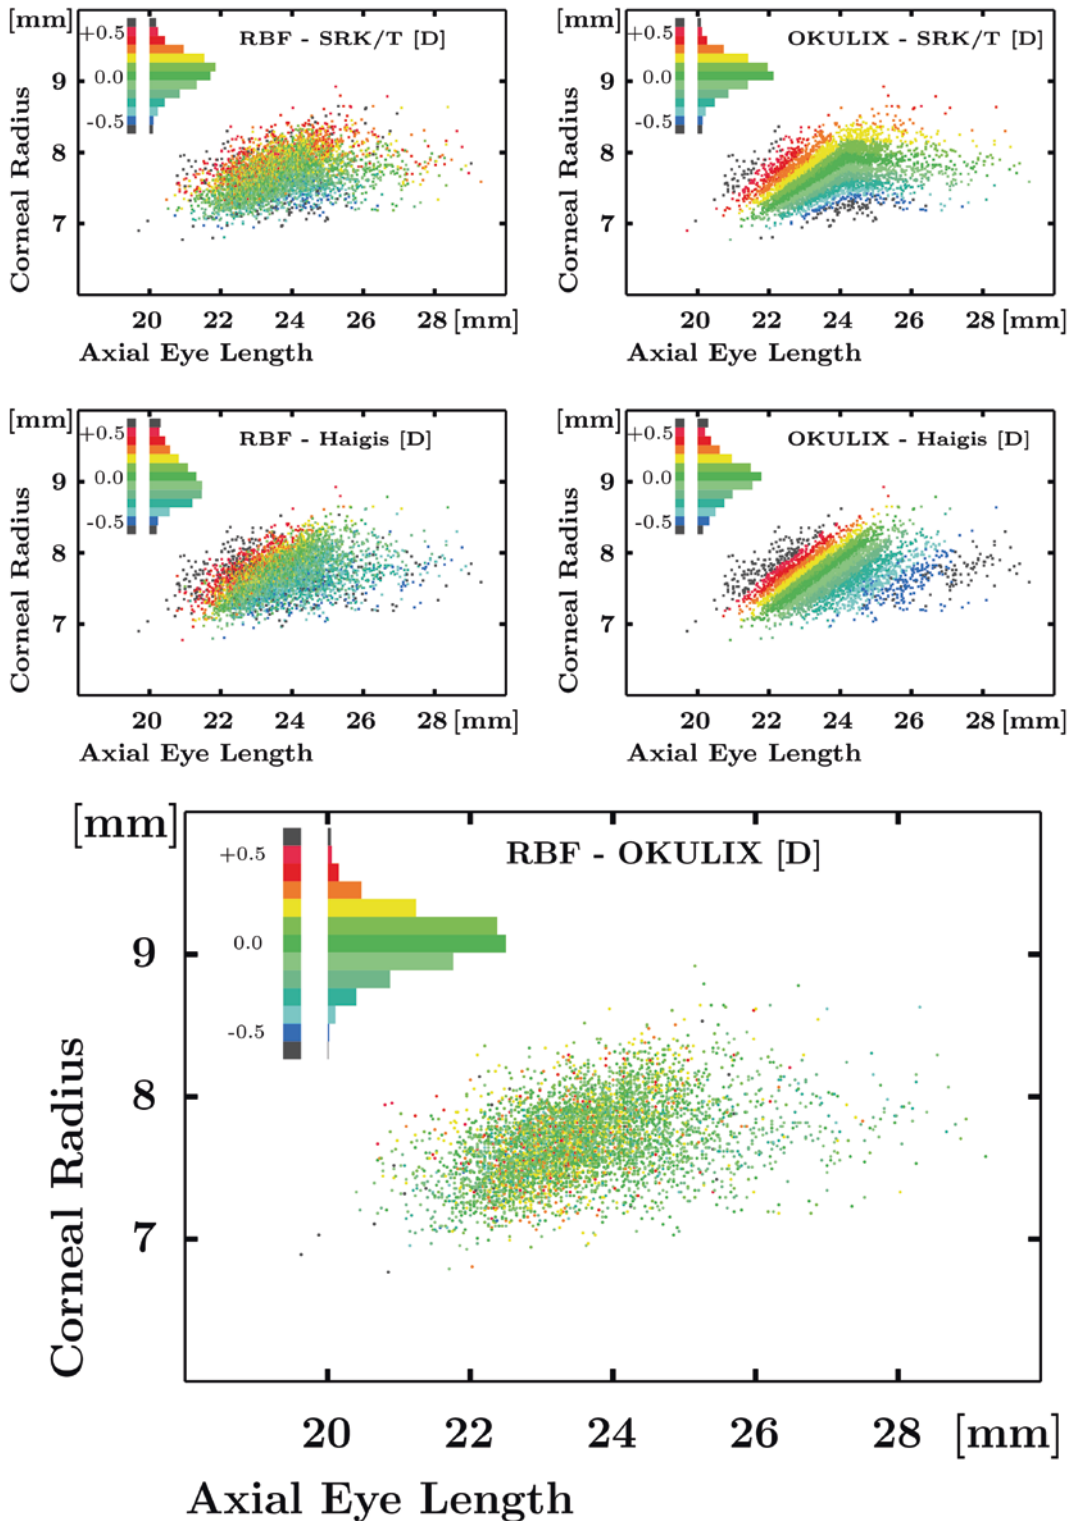 [mm]
+0.5
0.0
-0.5
RBF - SRK/T [D]
9
8
7
Corneal Radius
20 22 24 26 28 [mm]
Axial Eye Length
[mm]
+0.5
0.0
-0.5
OKULIX - SRK/T [D]
9
8
7
Corneal Radius
20 22 24 26 28 [mm]
Axial Eye Length
[mm]
+0.5
0.0
-0.5
RBF - Haigis [D]
9
8
7
Corneal Radius
20 22 24 26 28 [mm]
Axial Eye Length
[mm]
+0.5
0.0
-0.5
OKULIX - Haigis [D]
9
8
7
Corneal Radius
20 22 24 26 28 [mm]
Axial Eye Length
[mm]
+0.5
0.0
-0.5
RBF - OKULIX [D]
9
8
7
Corneal Radius
20 22 24 26 28 [mm]
Axial Eye Length